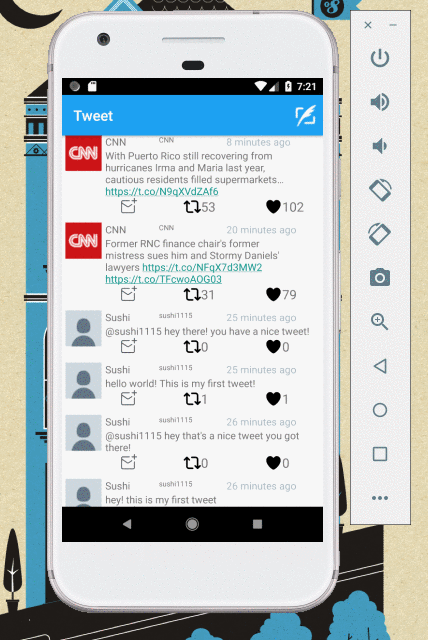 7:21
Tweet
CNN CNN CNN 8 minutes ago
With Puerto Rico still recovering from
hurricanes Irma and Maria last year,
cautious residents filled supermarkets…
https://t.co/N9qXVdZAf6
53 102
CNN CNN CNN 20 minutes ago
Former RNC finance chair's former
mistress sues him and Stormy Daniels'
lawyers https://t.co/NFqX7d3MW2
https://t.co/TFcwoAOG03
31 79
Sushi sushi1115 25 minutes ago
@sushi1115 hey there! you have a nice tweet!
0 0
Sushi sushi1115 25 minutes ago
hello world! This is my first tweet!
1 1
Sushi sushi1115 26 minutes ago
@sushi1115 hey that's a nice tweet you got
there!
0 0
Sushi sushi1115 26 minutes ago
hey! this is my first tweet